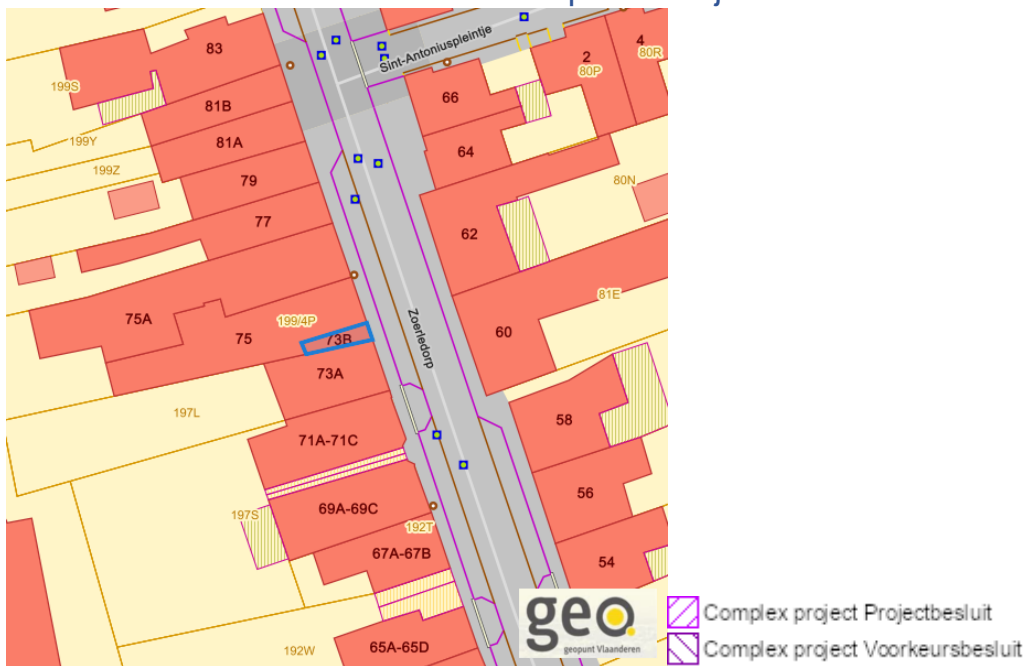 83
Sint-Antoniuspleintje
2
4
80P
80R
199S
81B
66
199Y
81A
64
199Z
79
80N
77
62
81E
75A
199/4P
75
73B
Zoerledorp
60
73A
197L
58
71A-71C
56
69A-69C
197S
192T
67A-67B
54
geo.
geopunt Vlaanderen
Complex project Projectbesluit
192W
65A-65D
Complex project Voorkeursbesluit